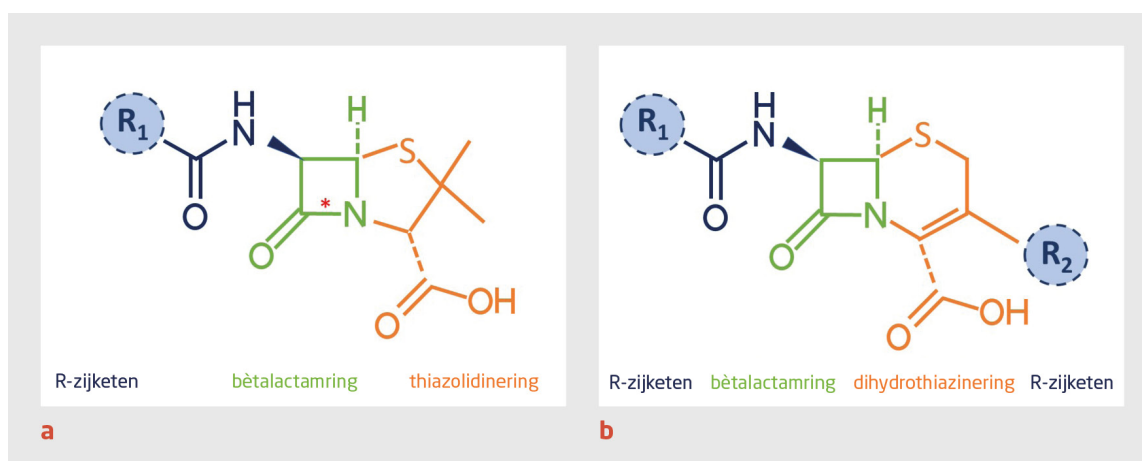 R1
H
N
O
H
S
*
N
O
O
OH
R-zijketen bètalactamring thiazolidinering
a
R1
H
N
O
H
S
N
O
R2
O
OH
R-zijketen bètalactamring dihydrothiazinering R-zijketen
b